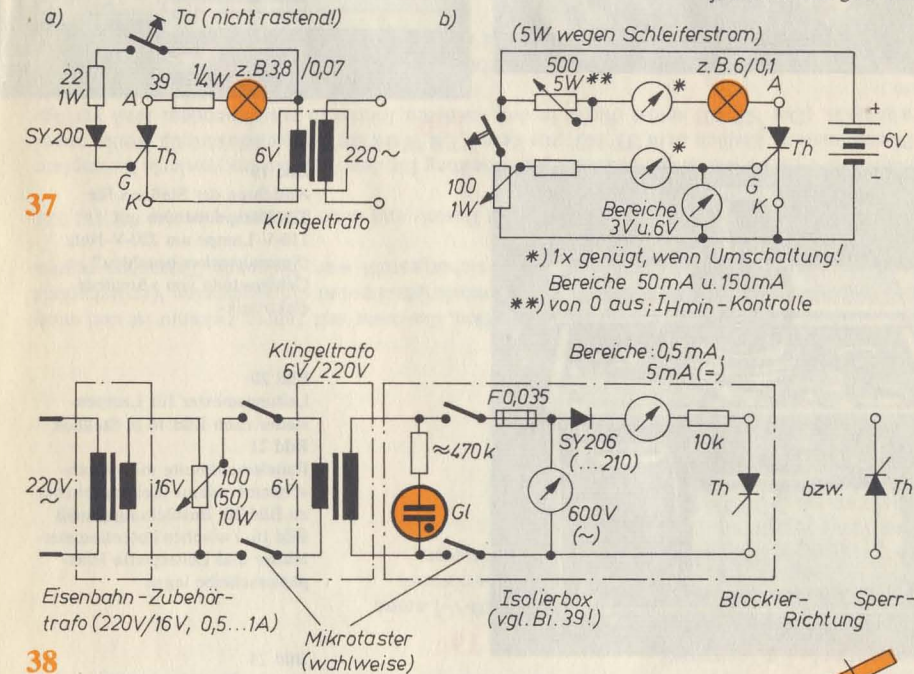 a)
Ta (nicht rastend!)
22
1W
39
1/4W
z.B.3,8/0,07
A
SY200
Th
G
K
6V
220~
Klingeltrafo
37
b)
(5W wegen Schleiferstrom)
500
5W**
*
z.B.6/0,1
A
+
Th
6V
-
*
G
K
100
1W
Bereiche
3V u.6V
*) 1x genügt, wenn Umschaltung!
Bereiche 50mA u.150mA
**) von 0 aus; IHmin-Kontrolle
Klingeltrafo
6V/220V
Bereiche: 0,5mA,
5mA(=)
F0,035
≈470k
SY206
(...210)
10k
220V
~
16V
100
(50)
10W
6V
Gl
600V
(~)
Th
bzw.
Th
Eisenbahn-Zubehör-
trafo (220V/16V, 0,5...1A)
Mikrotaster
(wahlweise)
Isolierbox
(vgl. Bi. 39!)
Blockier- Sperr-
Richtung
38